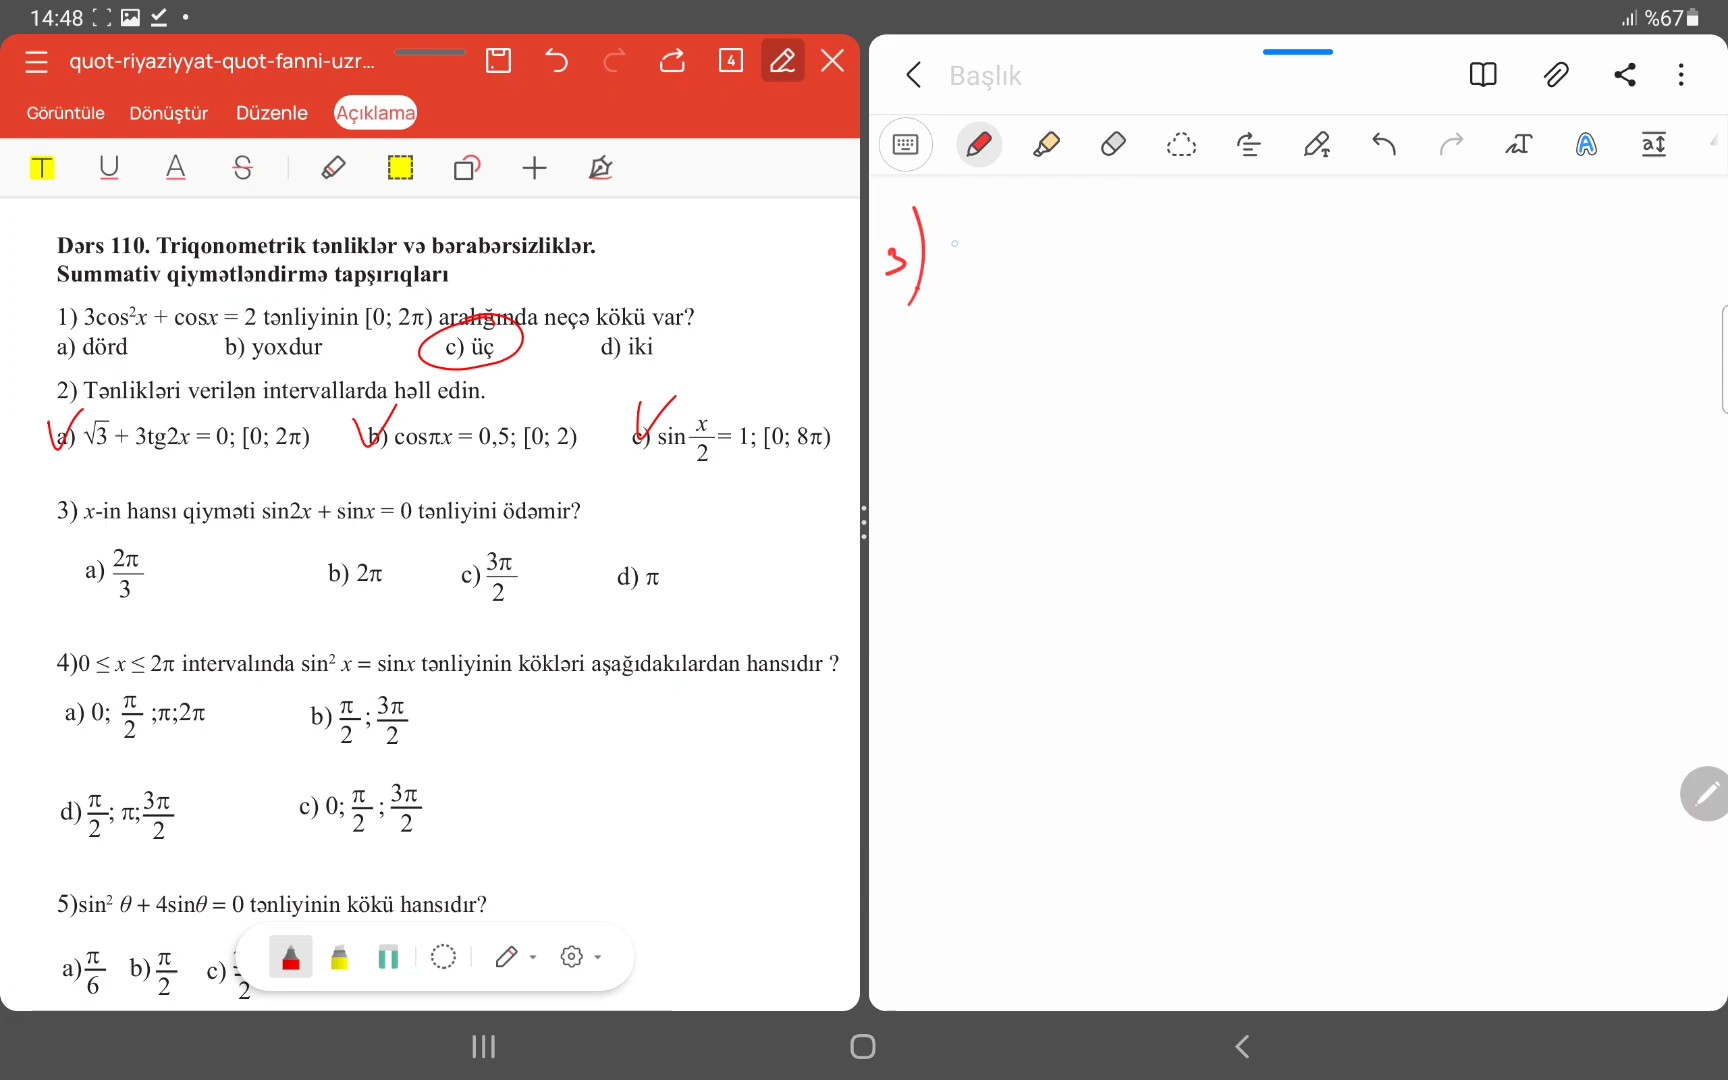 14:48
%67
quot-riyaziyyat-quot-fanni-uzr...
4
Görüntüle Dönüştür Düzenle Açıklama
T U A S
Başlık
Dərs 110. Triqonometrik tənliklər və bərabərsizliklər.
Summativ qiymətləndirmə tapşırıqları
1) 3cos²x + cosx = 2 tənliyinin [0; 2π) aralığında neçə kökü var?
a) dörd b) yoxdur c) üç d) iki
2) Tənlikləri verilən intervallarda həll edin.
a) √3 + 3tg2x = 0; [0; 2π) b) cosπx = 0,5; [0; 2) c) sin x/2 = 1; [0; 8π)
3) x-in hansı qiyməti sin2x + sinx = 0 tənliyini ödəmir?
a) 2π/3 b) 2π c) 3π/2 d) π
4)0 ≤ x ≤ 2π intervalında sin² x = sinx tənliyinin kökləri aşağıdakılardan hansıdır ?
a) 0; π/2 ;π;2π b) π/2 ; 3π/2
d) π/2; π; 3π/2 c) 0; π/2 ; 3π/2
5)sin² θ + 4sinθ = 0 tənliyinin kökü hansıdır?
a) π/6 b) π/2 c)
3)